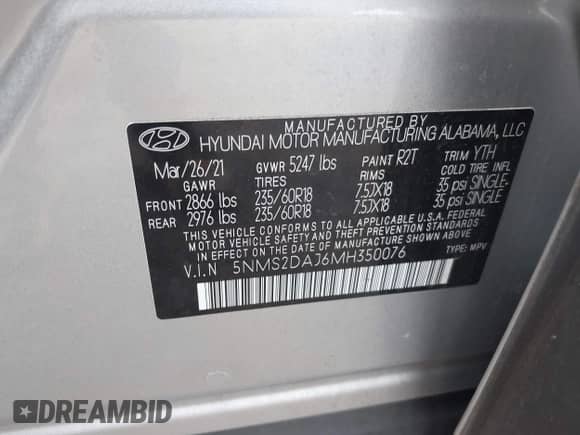 MANUFACTURED BY
HYUNDAI MOTOR MANUFACTURING ALABAMA, LLC
Mar/26/21 GVWR 5247 lbs PAINT R2T TRIM YTH
GAWR TIRES RIMS COLD TIRE INFL
FRONT 2866 lbs 235/60R18 7.5JX18 35 psi SINGLE
REAR 2976 lbs 235/60R18 7.5JX18 35 psi SINGLE
THIS VEHICLE CONFORMS TO ALL APPLICABLE U.S.A. FEDERAL
MOTOR VEHICLE SAFETY, BUMPER, AND THEFT
PREVENTION STANDARDS IN EFFECT ON THE DATE OF
MANUFACTURE SHOWN ABOVE.
V.I.N 5NMS2DAJ6MH350076 TYPE: MPV
DREAMBID